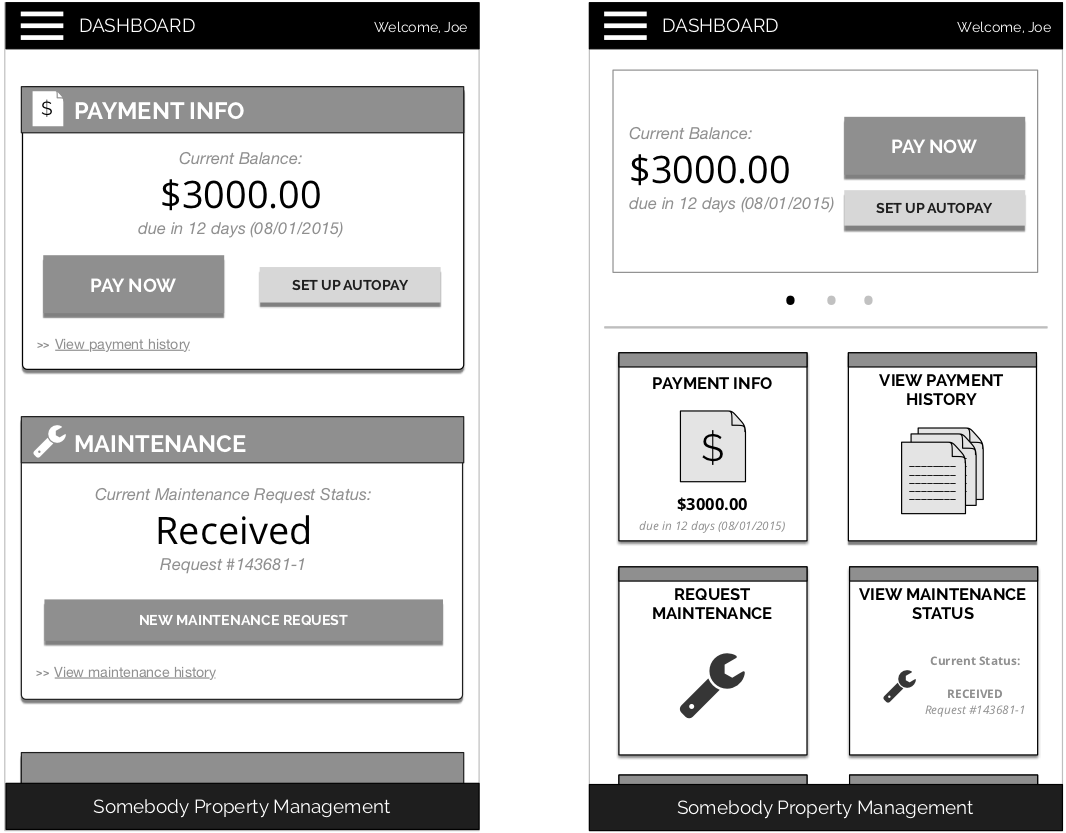 DASHBOARD
Welcome, Joe
$ PAYMENT INFO
Current Balance:
$3000.00
due in 12 days (08/01/2015)
PAY NOW
SET UP AUTOPAY
>> View payment history
MAINTENANCE
Current Maintenance Request Status:
Received
Request #143681-1
NEW MAINTENANCE REQUEST
>> View maintenance history
Somebody Property Management
DASHBOARD
Welcome, Joe
Current Balance:
$3000.00
due in 12 days (08/01/2015)
PAY NOW
SET UP AUTOPAY
PAYMENT INFO
$
$3000.00
due in 12 days (08/01/2015)
VIEW PAYMENT
HISTORY
REQUEST
MAINTENANCE
VIEW MAINTENANCE
STATUS
Current Status:
RECEIVED
Request #143681-1
Somebody Property Management